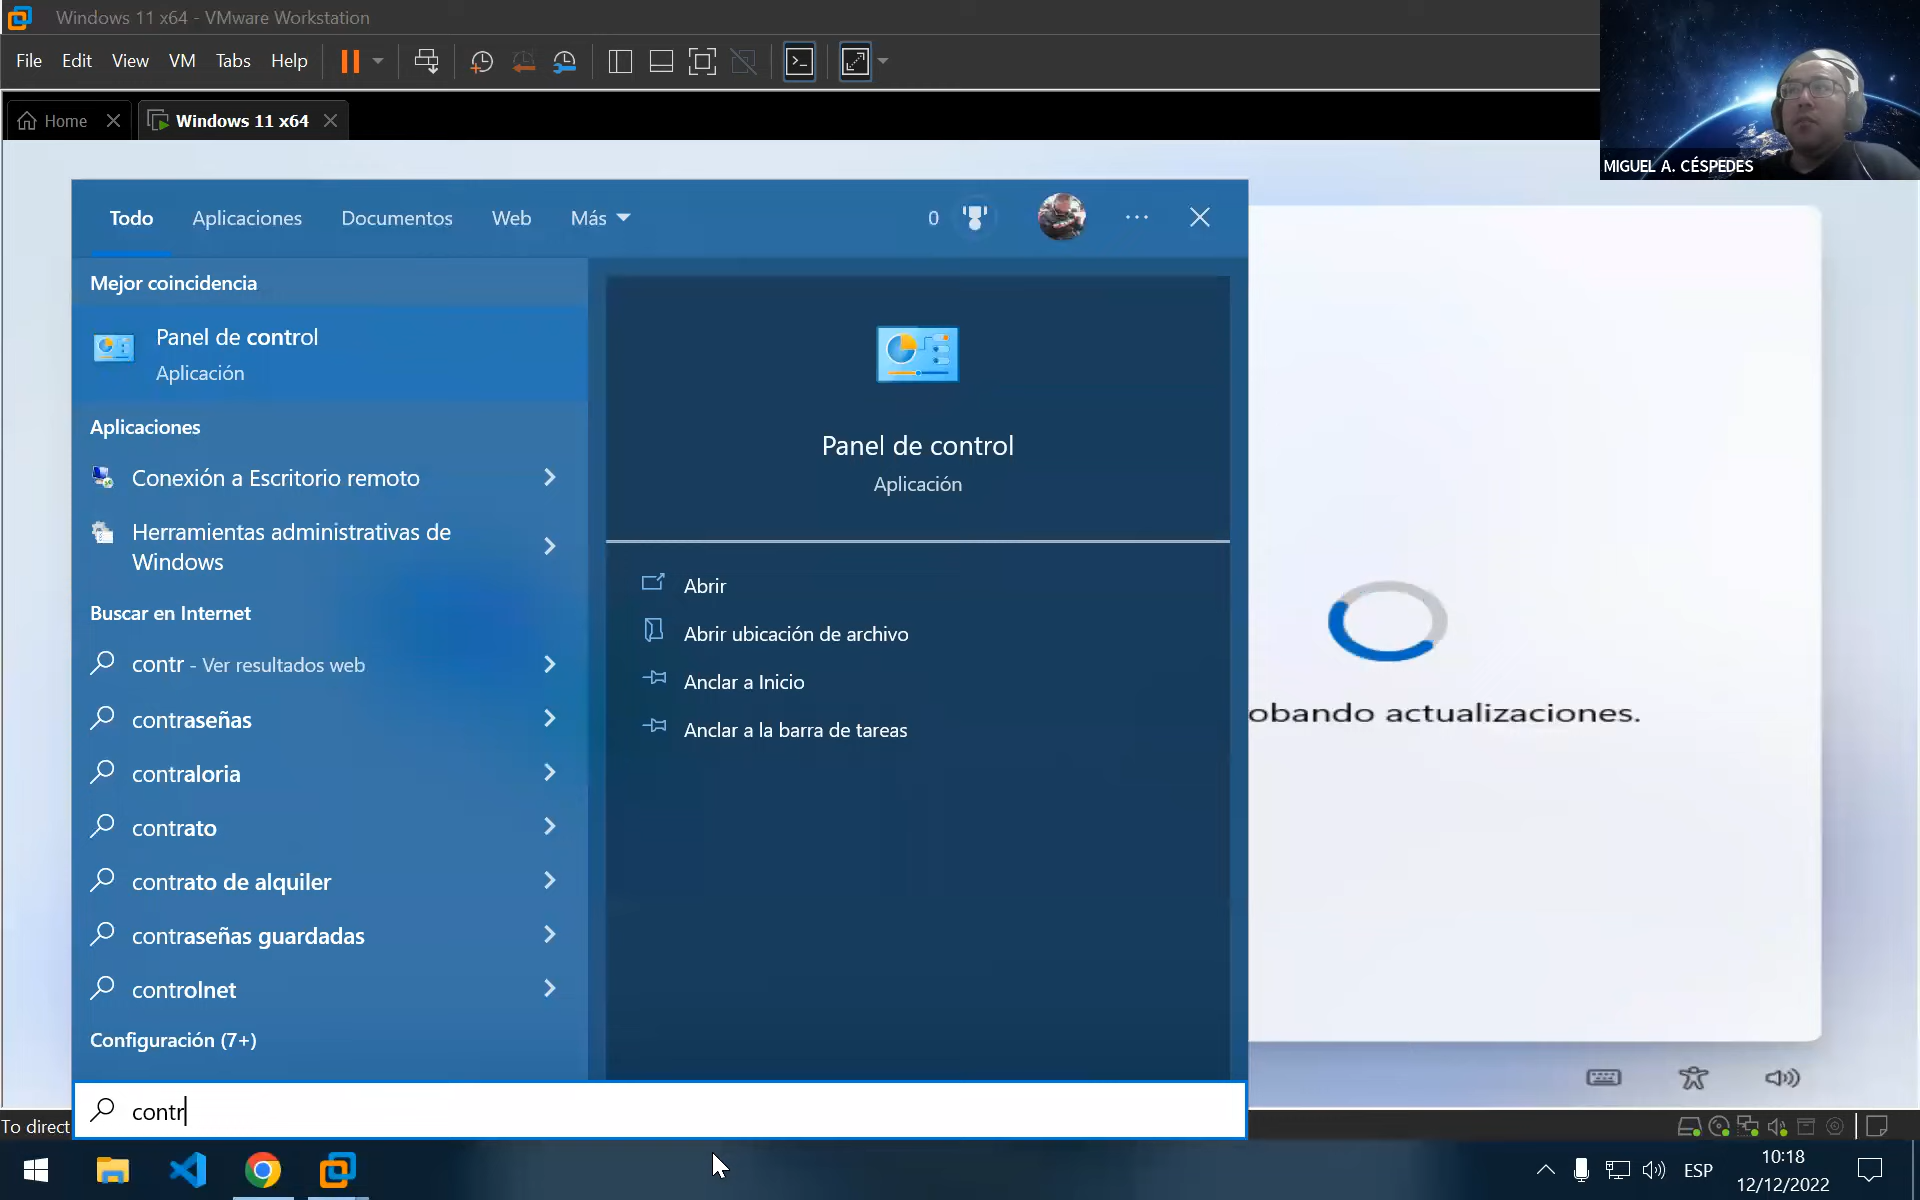 Windows 11 x64 - VMware Workstation
File Edit View VM Tabs Help
Home
Windows 11 x64
MIGUEL A. CÉSPEDES
Todo Aplicaciones Documentos Web Más 0
Mejor coincidencia
Panel de control
Aplicación
Aplicaciones
Conexión a Escritorio remoto
Herramientas administrativas de
Windows
Buscar en Internet
contr - Ver resultados web
contraseñas
contraloria
contrato
contrato de alquiler
contraseñas guardadas
controlnet
Configuración (7+)
contr
Panel de control
Aplicación
Abrir
Abrir ubicación de archivo
Anclar a Inicio
Anclar a la barra de tareas
obando actualizaciones.
To direct
ESP
10:18
12/12/2022